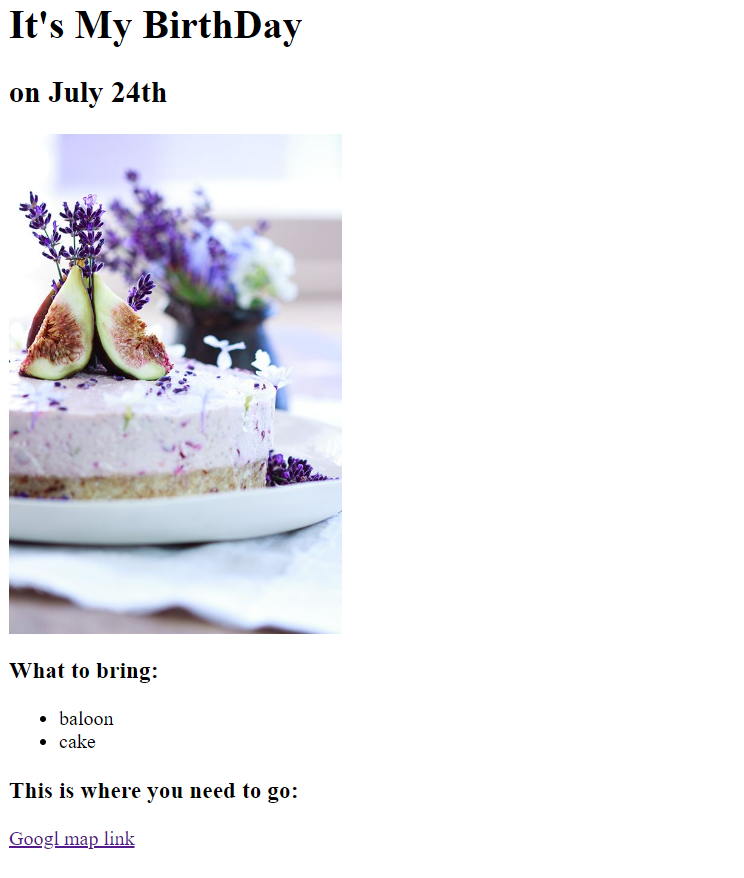 It's My BirthDay
on July 24th
What to bring:
baloon
cake
This is where you need to go:
Googl map link